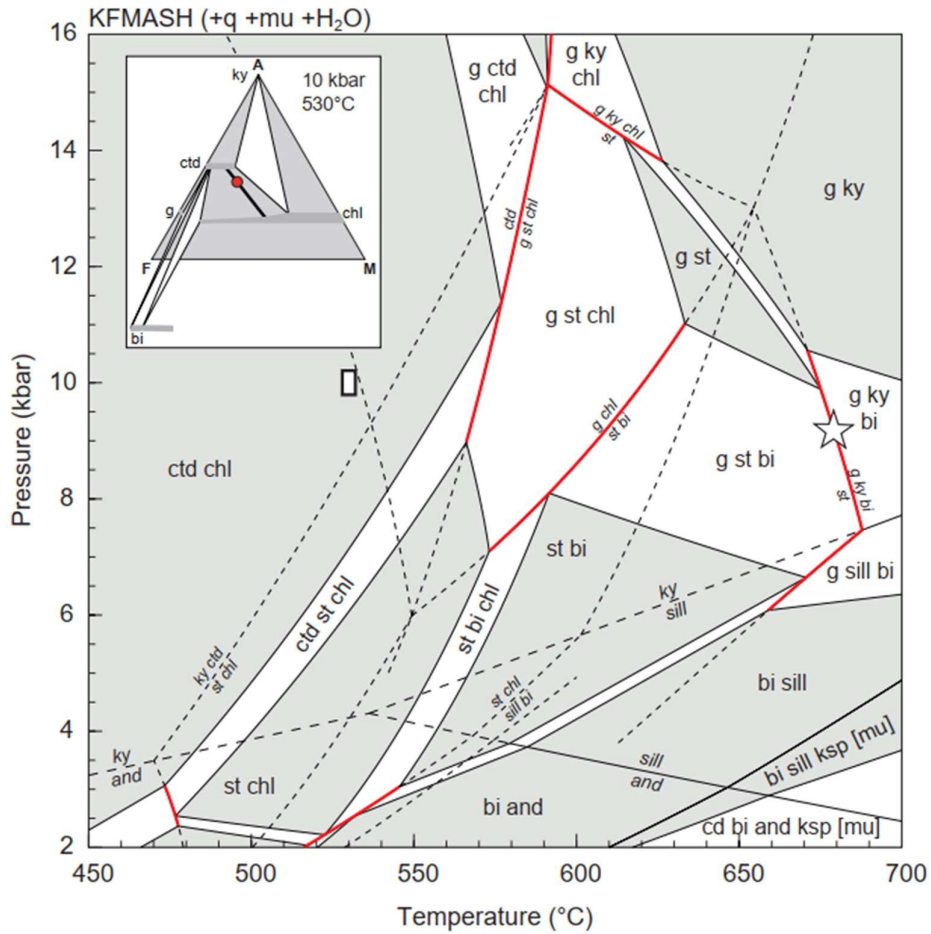 KFMASH (+q +mu +H₂O)
16
14
12
10
8
6
4
2
450
500
550
600
650
700
Pressure (kbar)
Temperature (°C)
A
ky
10 kbar
530°C
ctd
g
chl
F
M
bi
g ctd
chl
g ky
chl
g ky chl
st
g ky
g st
ctd
g st chl
g st chl
g ky
bi
g chl
st bi
g st bi
g ky bi
st
ctd chl
st bi
g sill bi
ky
sill
ctd st chl
st bi chl
ky ctd
st chl
st chl
sill bi
bi sill
ky
and
sill
and
bi sill ksp [mu]
st chl
bi and
cd bi and ksp [mu]